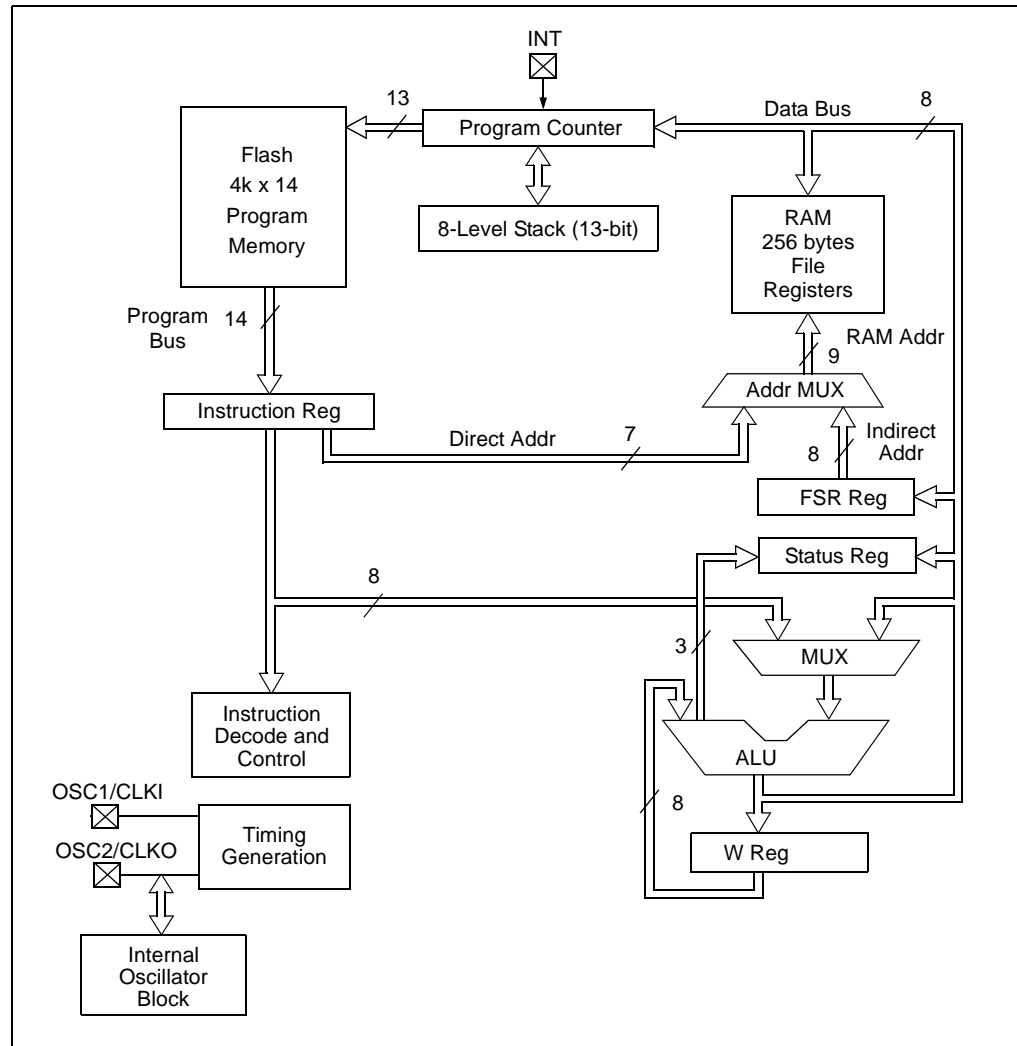 INT
13
Program Counter
Data Bus
8
Flash
4k x 14
Program
Memory
8-Level Stack (13-bit)
RAM
256 bytes
File
Registers
Program
Bus
14
RAM Addr
9
Addr MUX
Instruction Reg
Direct Addr
7
Indirect
Addr
8
FSR Reg
Status Reg
8
3
MUX
Instruction
Decode and
Control
ALU
8
OSC1/CLKI
Timing
Generation
OSC2/CLKO
W Reg
Internal
Oscillator
Block